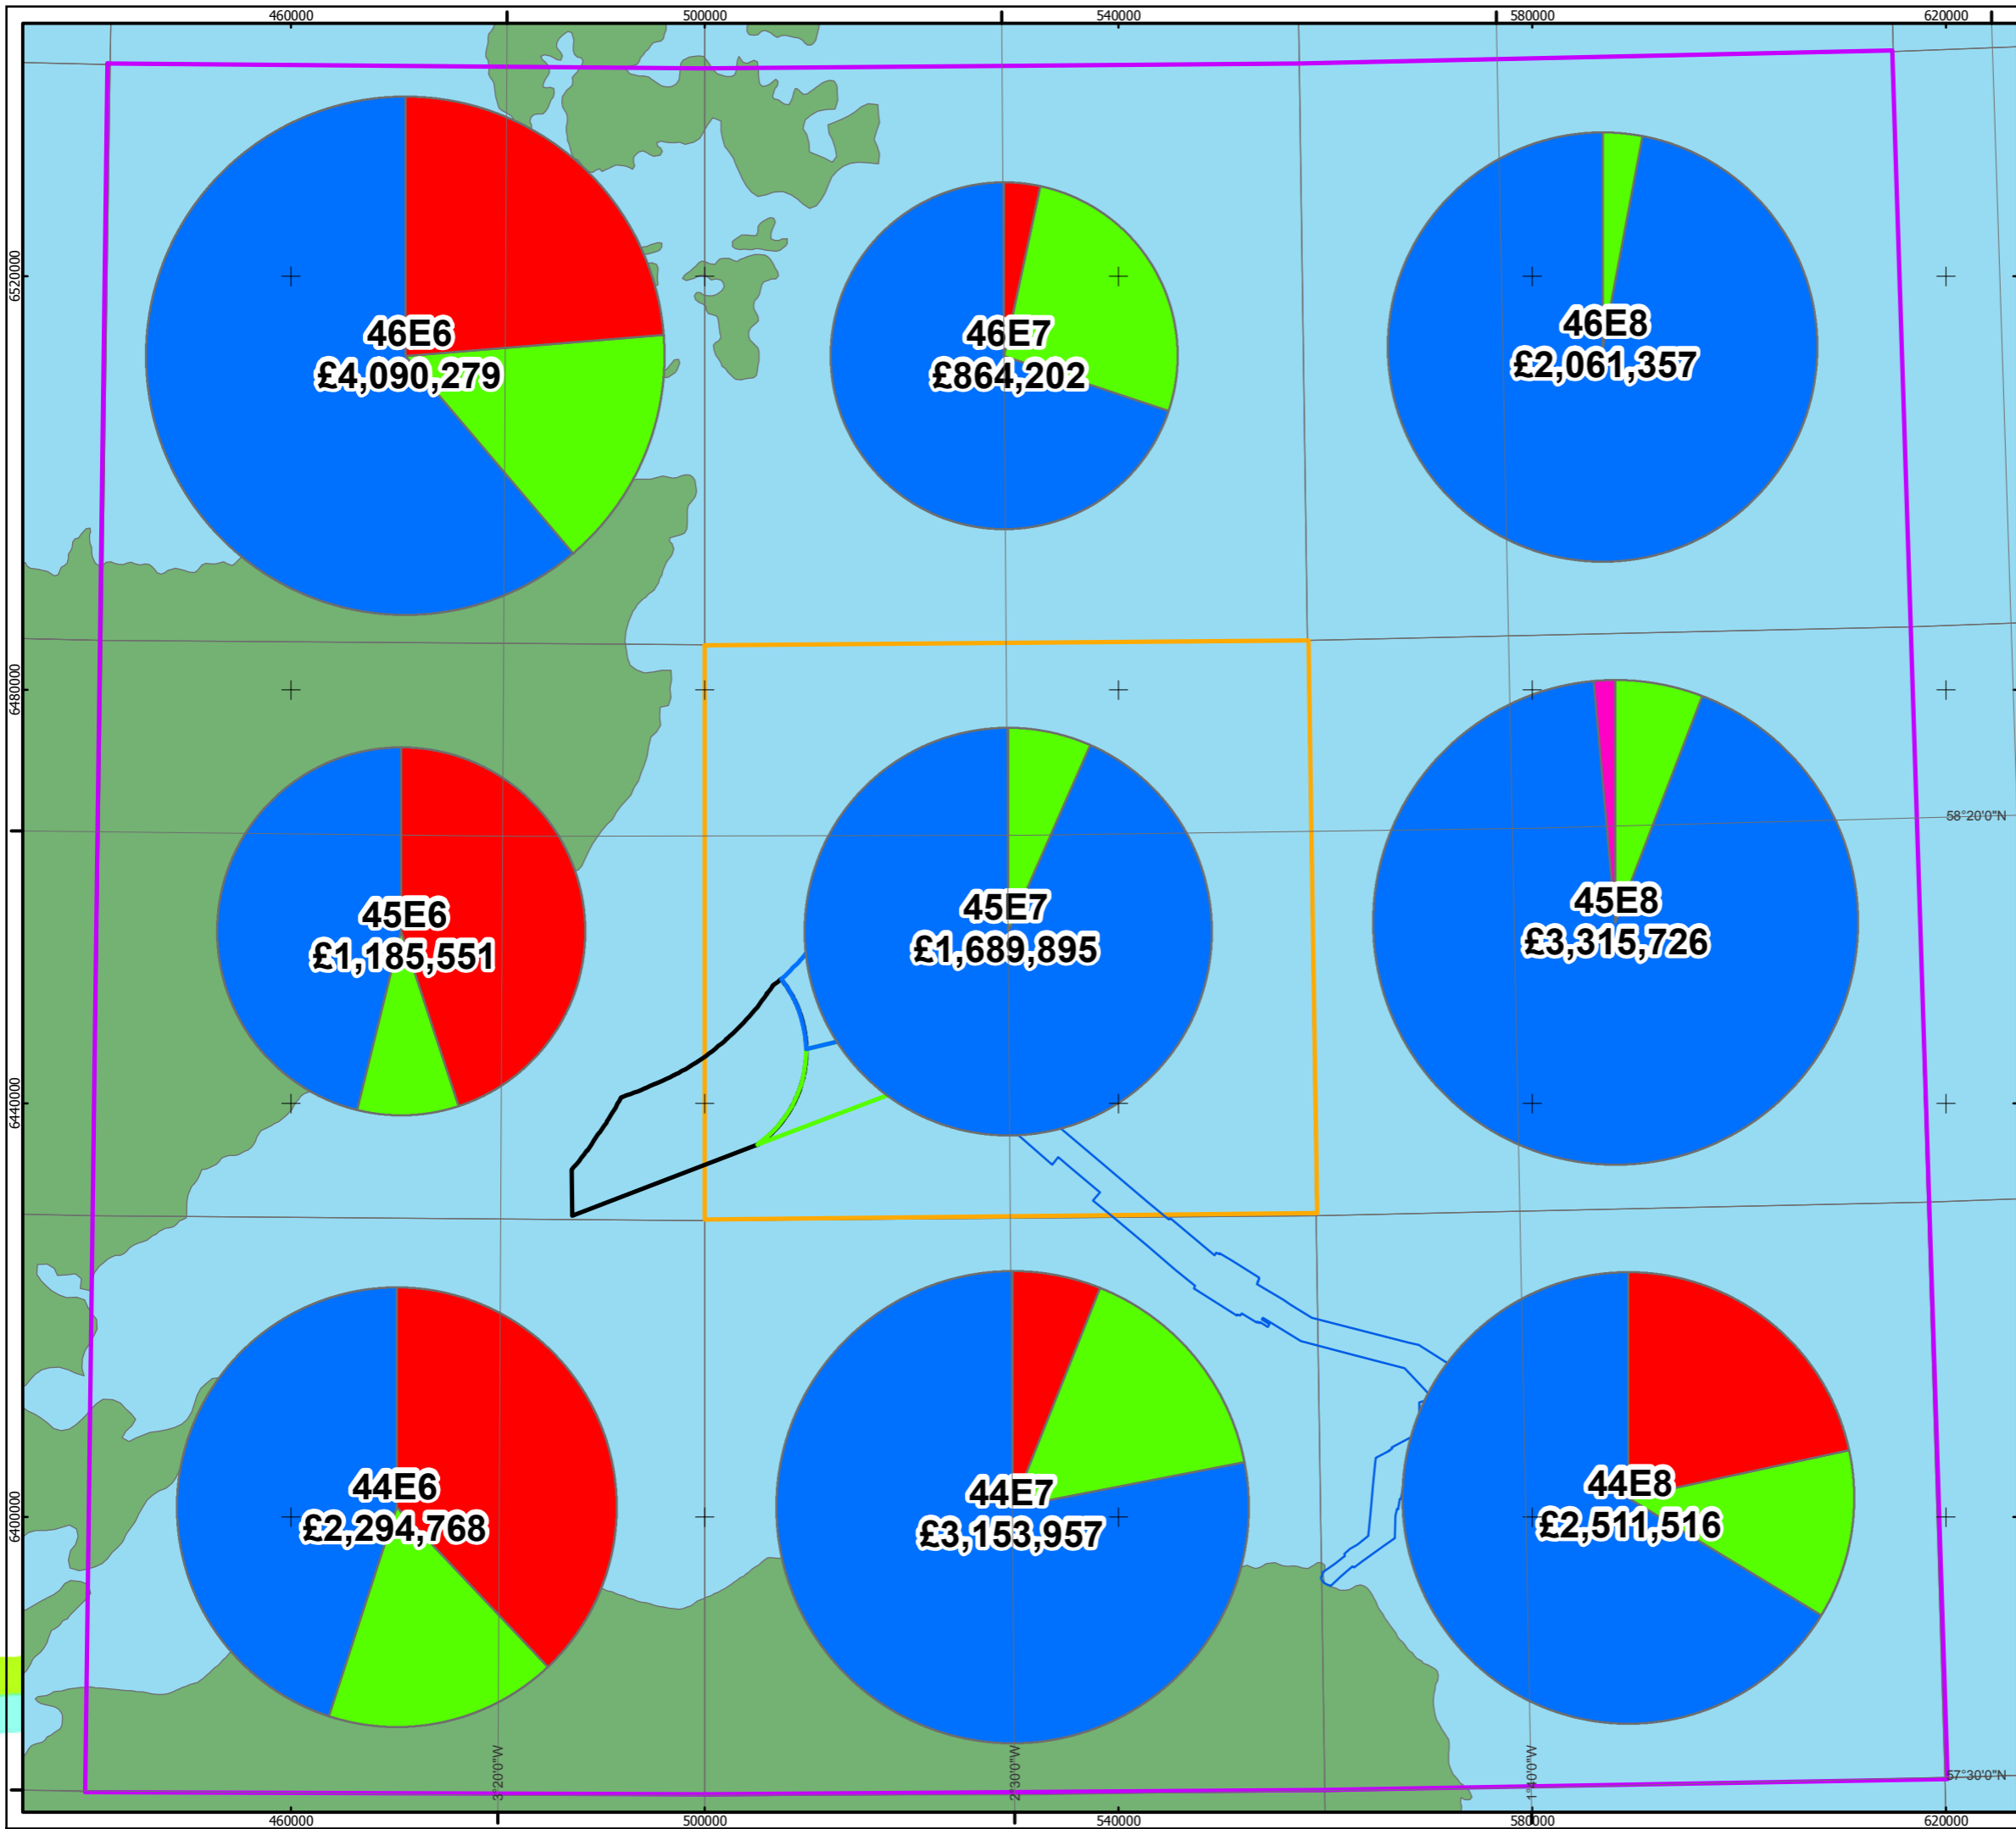 460000 500000 540000 580000 620000
46E6
£4,090,279
46E7
£864,202
46E8
£2,061,357
6520000
6480000
45E6
£1,185,551
45E7
£1,689,895
45E8
£3,315,726
58°20'0"N
6440000
44E6
£2,294,768
44E7
£3,153,957
44E8
£2,511,516
6400000
3°20'0"W
2°30'0"W
1°40'0"W
57°30'0"N
460000 500000 540000 580000 620000